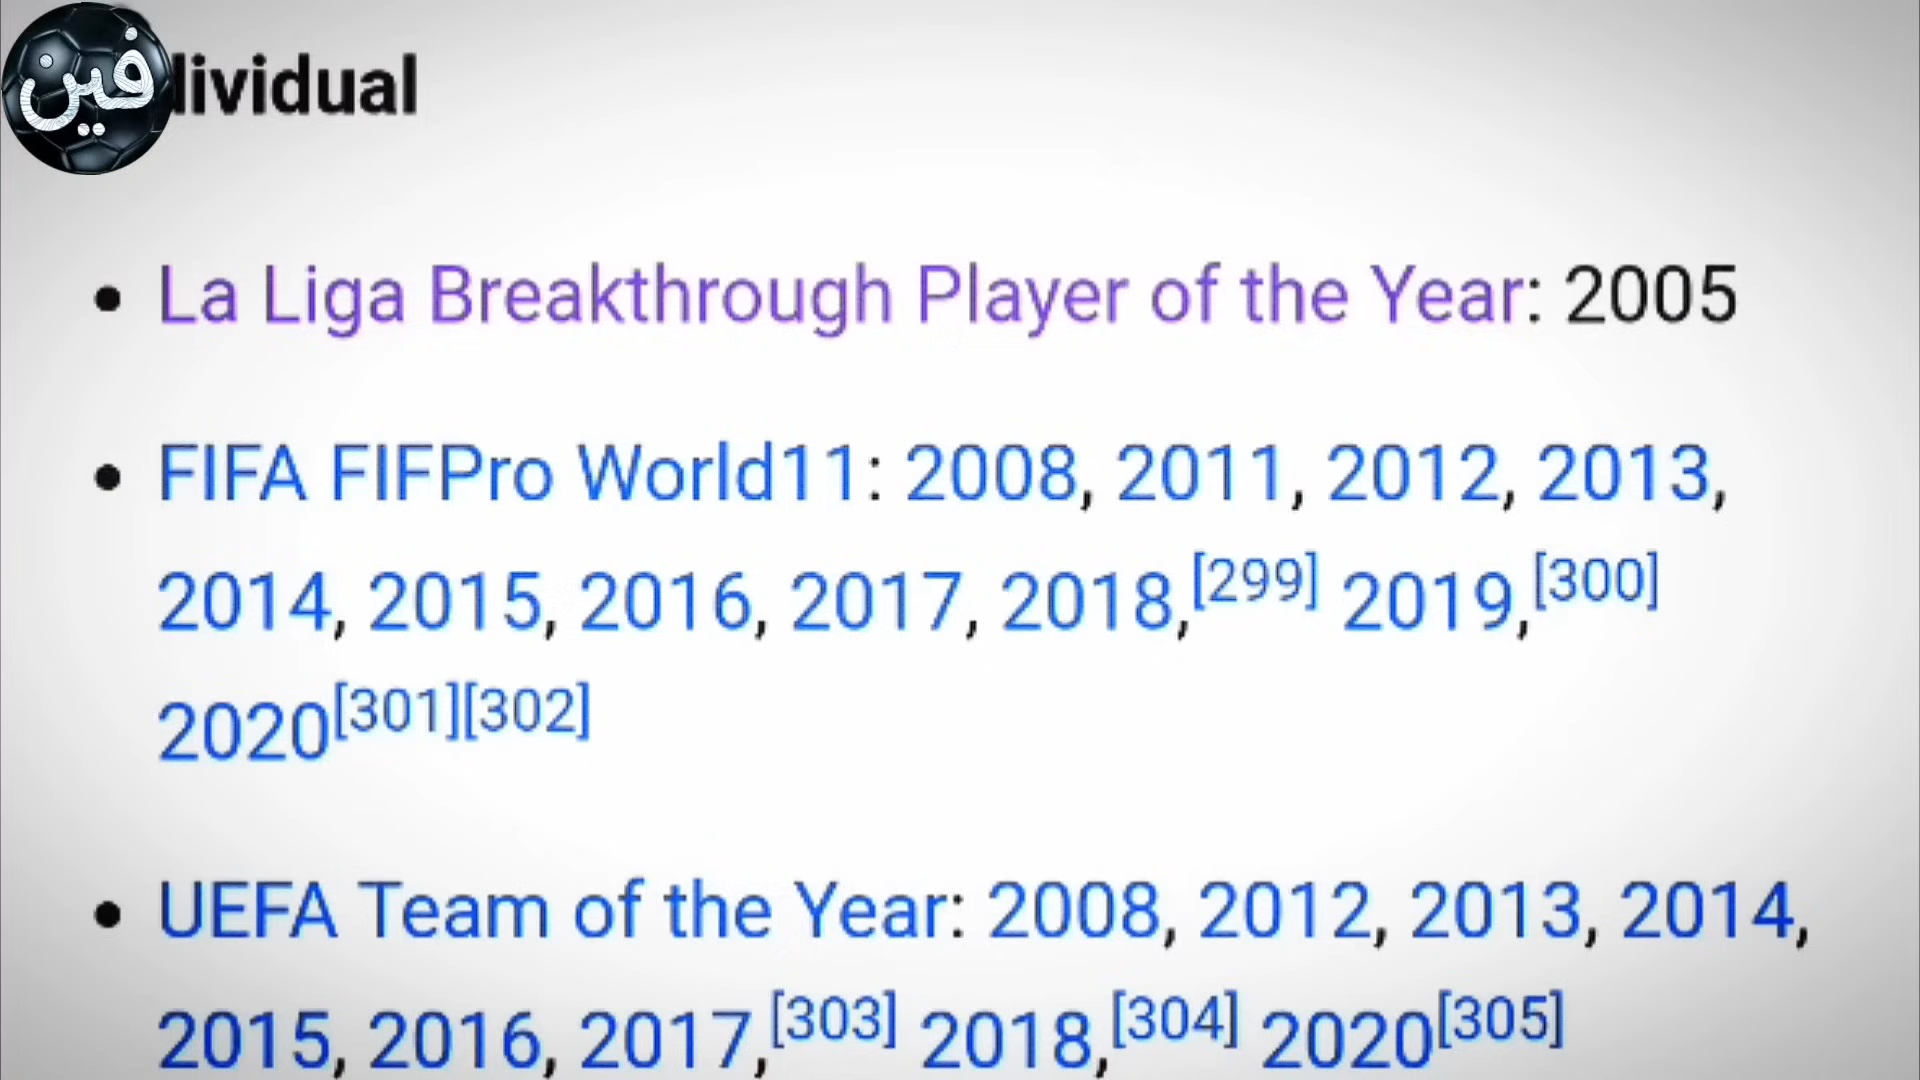 فين
dividual
• La Liga Breakthrough Player of the Year: 2005
• FIFA FIFPro World11: 2008, 2011, 2012, 2013,
2014, 2015, 2016, 2017, 2018,[299] 2019,[300]
2020[301][302]
• UEFA Team of the Year: 2008, 2012, 2013, 2014,
2015, 2016, 2017,[303] 2018,[304] 2020[305]